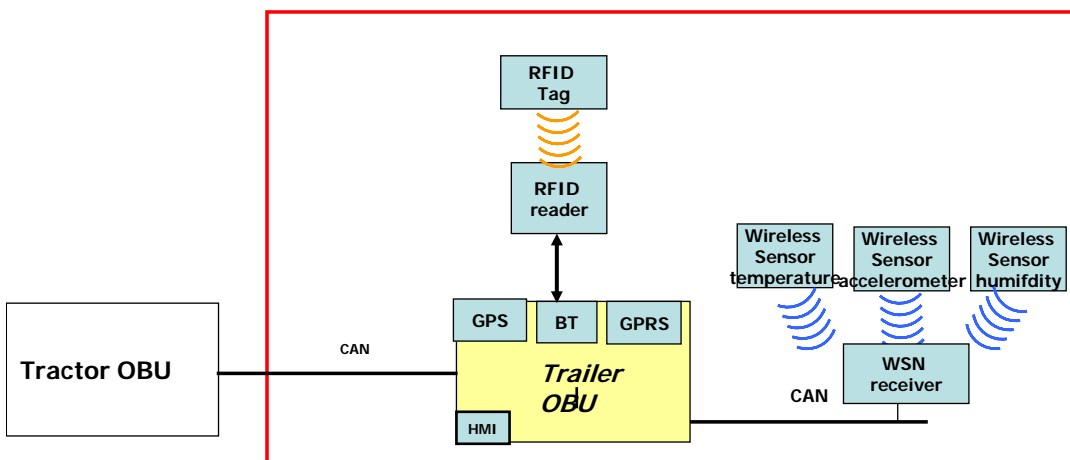 RFID
Tag
RFID
reader
Wireless
Sensor
temperature
Wireless
Sensor
accelerometer
Wireless
Sensor
humifdity
GPS
BT
GPRS
Tractor OBU
CAN
Trailer
OBU
HMI
CAN
WSN
receiver